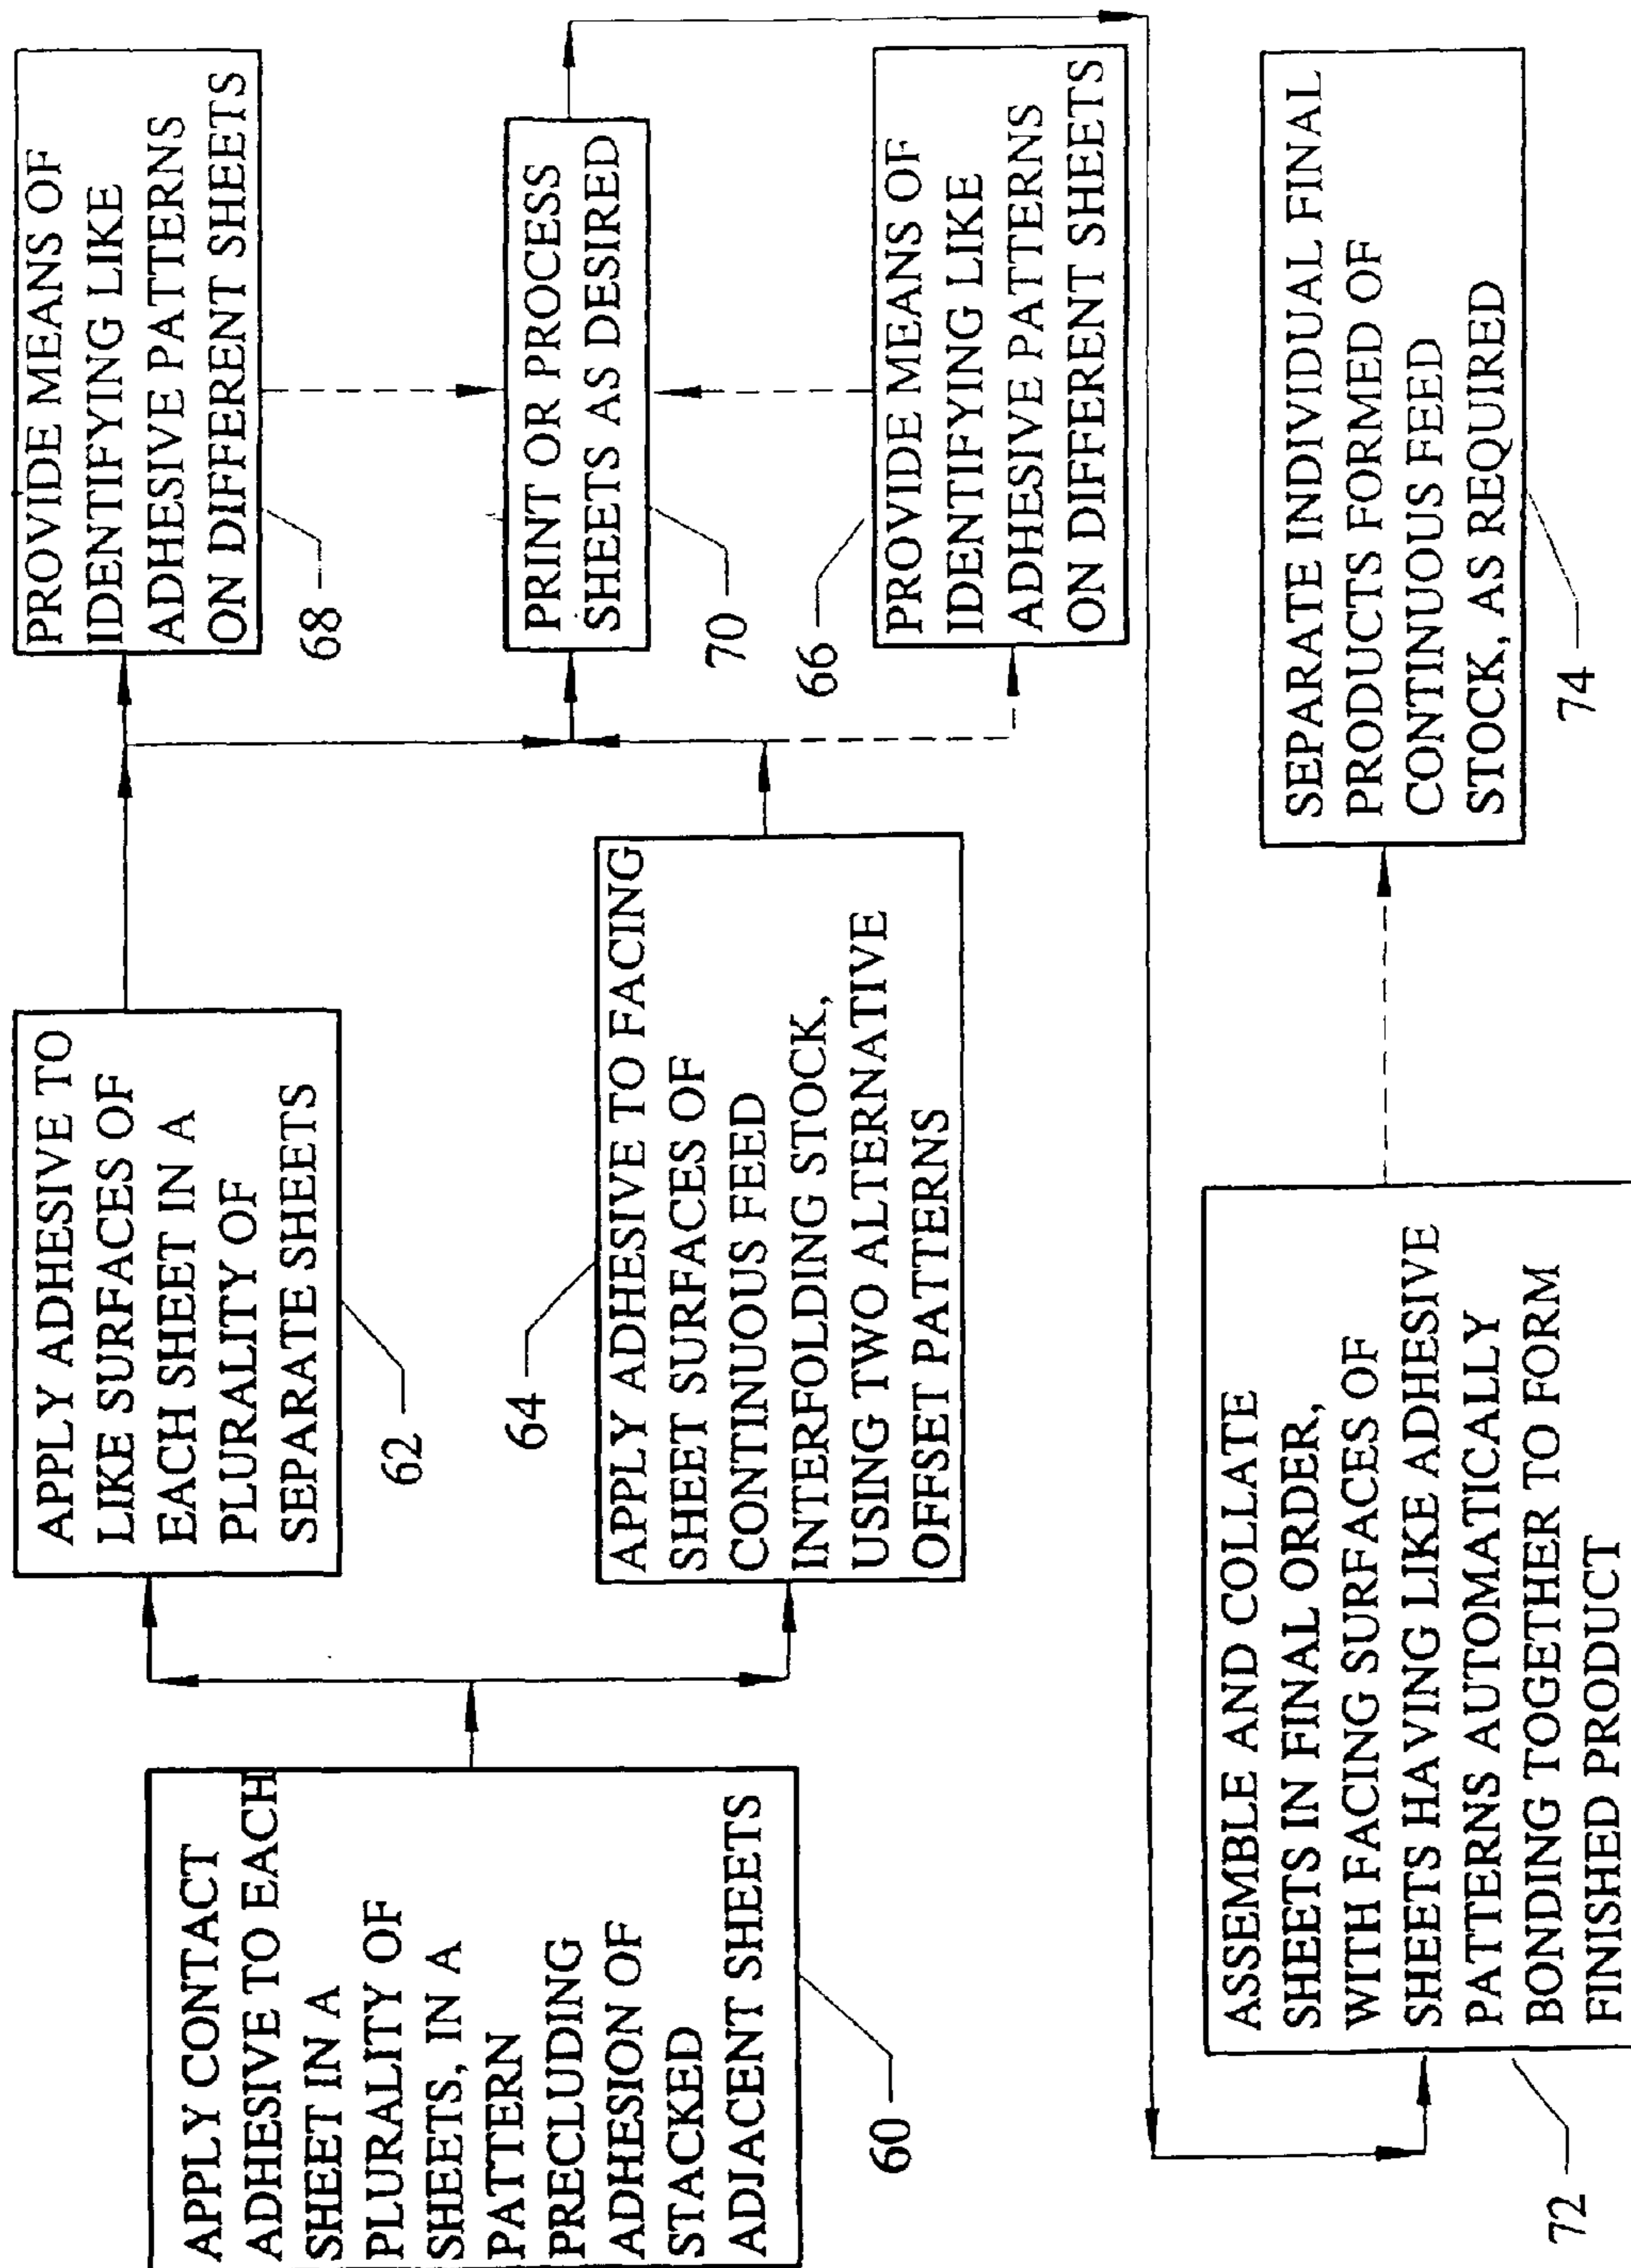 APPLY CONTACT
ADHESIVE TO EACH
SHEET IN A
PLURALITY OF
SHEETS, IN A
PATTERN
PRECLUDING
ADHESION OF
STACKED
ADJACENT SHEETS
60
APPLY ADHESIVE TO
LIKE SURFACES OF
EACH SHEET IN A
PLURALITY OF
SEPARATE SHEETS
62
64
APPLY ADHESIVE TO FACING
SHEET SURFACES OF
CONTINUOUS FEED
INTERFOLDING STOCK,
USING TWO ALTERNATIVE
OFFSET PATTERNS
PROVIDE MEANS OF
IDENTIFYING LIKE
ADHESIVE PATTERNS
ON DIFFERENT SHEETS
68
PRINT OR PROCESS
SHEETS AS DESIRED
70
66
PROVIDE MEANS OF
IDENTIFYING LIKE
ADHESIVE PATTERNS
ON DIFFERENT SHEETS
ASSEMBLE AND COLLATE
SHEETS IN FINAL ORDER,
WITH FACING SURFACES OF
SHEETS HAVING LIKE ADHESIVE
PATTERNS AUTOMATICALLY
BONDING TOGETHER TO FORM
FINISHED PRODUCT
72
SEPARATE INDIVIDUAL FINAL
PRODUCTS FORMED OF
CONTINUOUS FEED
STOCK, AS REQUIRED
74